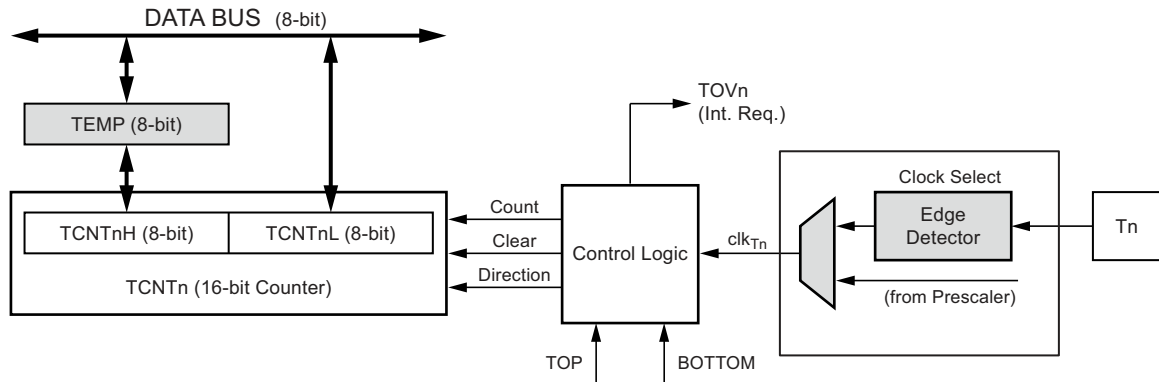 DATA BUS (8-bit)
TOVn
(Int. Req.)
TEMP (8-bit)
Clock Select
Count
Edge
Detector
Tn
TCNTnH (8-bit)
TCNTnL (8-bit)
Clear
Control Logic
clkTn
TCNTn (16-bit Counter)
Direction
(from Prescaler)
TOP
BOTTOM